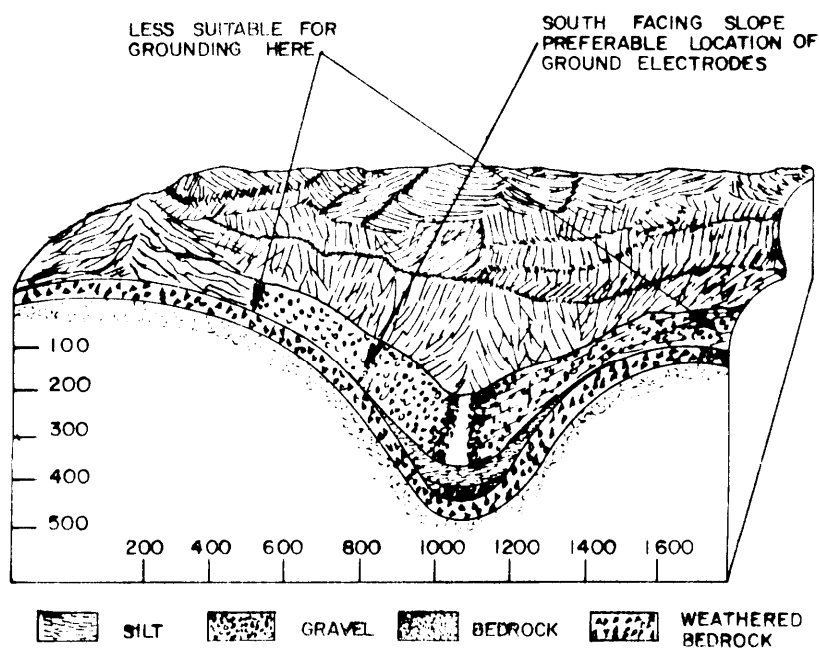 LESS SUITABLE FOR
GROUNDING HERE
SOUTH FACING SLOPE
PREFERABLE LOCATION OF
GROUND ELECTRODES
100
200
300
400
500
200 400 600 800 1000 1200 1400 1600
SILT GRAVEL BEDROCK WEATHERED
BEDROCK